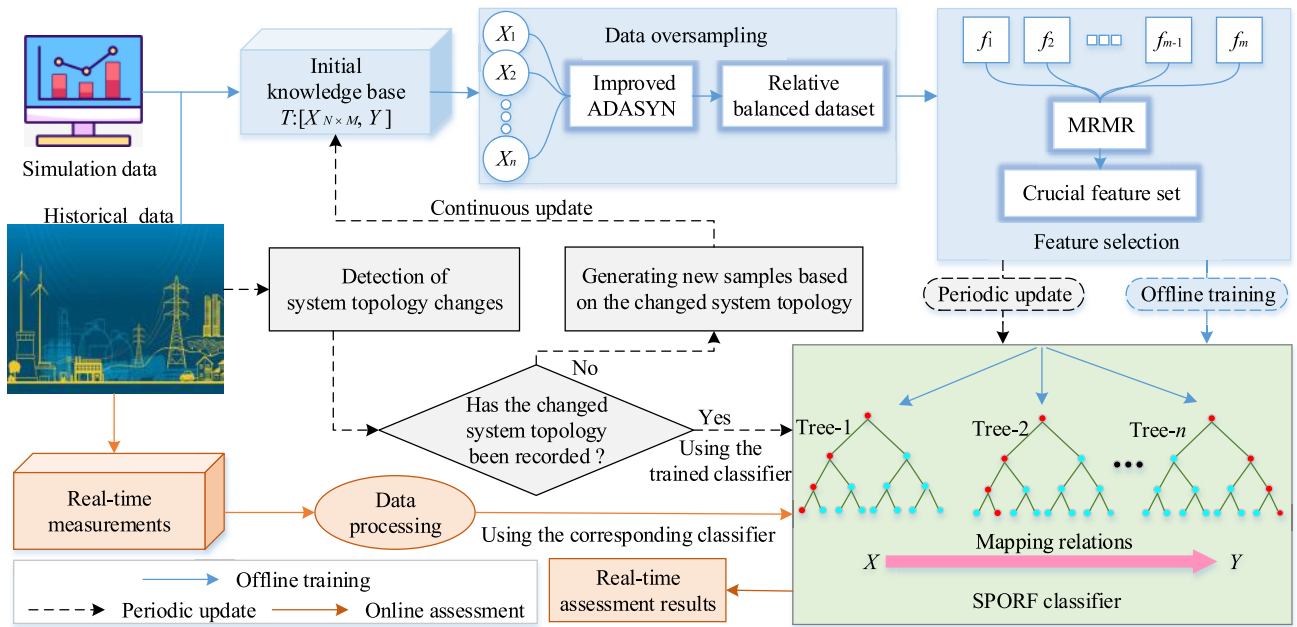 Simulation data
Historical data
Initial
knowledge base
T:[X N × M, Y ]
X1
X2
Xn
Data oversampling
Improved
ADASYN
Relative
balanced dataset
f1
f2
fm-1
fm
MRMR
Crucial feature set
Feature selection
Continuous update
Detection of
system topology changes
Generating new samples based
on the changed system topology
Periodic update
Offline training
No
Has the changed
system topology
been recorded ?
Yes
Using the
trained classifier
Tree-1
Tree-2
Tree-n
Mapping relations
X
Y
SPORF classifier
Real-time
measurements
Data
processing
Using the corresponding classifier
Real-time
assessment results
Offline training
Periodic update
Online assessment